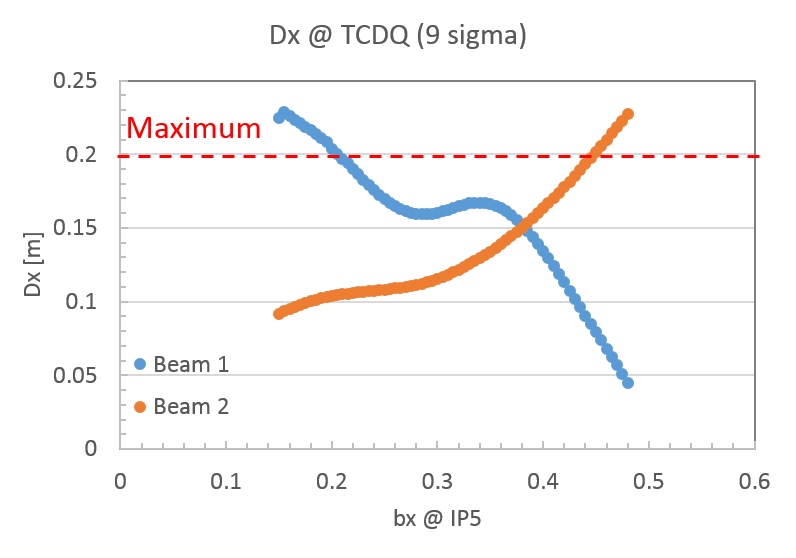 Dx @ TCDQ (9 sigma)
0.25
Maximum
0.2
0.15
Dx [m]
0.1
Beam 1
0.05
Beam 2
0
0 0.1 0.2 0.3 0.4 0.5 0.6
bx @ IP5